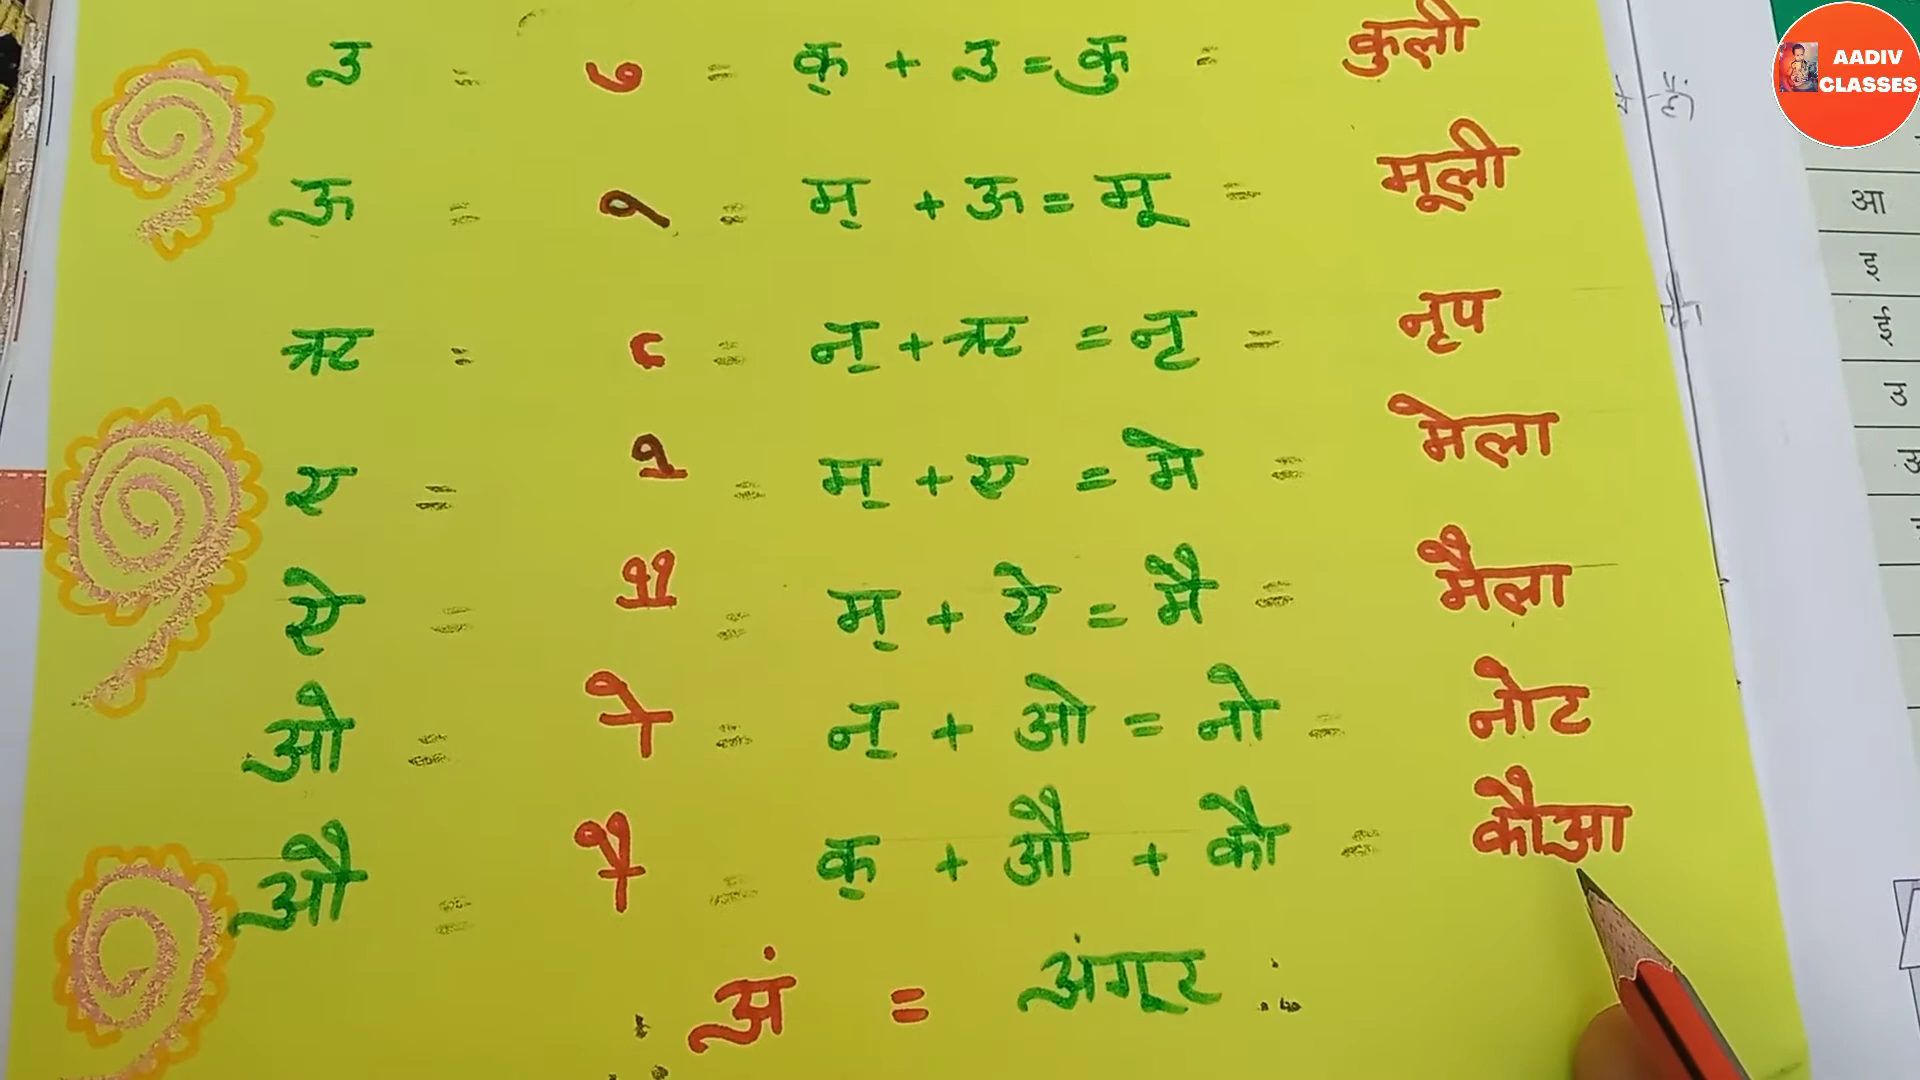 AADIV
CLASSES
उ = ु = क् + उ = कु = कुली
ऊ = ू = म् + ऊ = मू = मूली
ऋ = ृ = न् + ऋ = नृ = नृप
ए = े = म् + ए = मे = मेला
ऐ = ै = म् + ऐ = मै = मैला
ओ = ो = न् + ओ = नो = नोट
औ = ौ = क् + औ + कौ = कौआ
अं = अंगूर
आ
इ
ई
उ